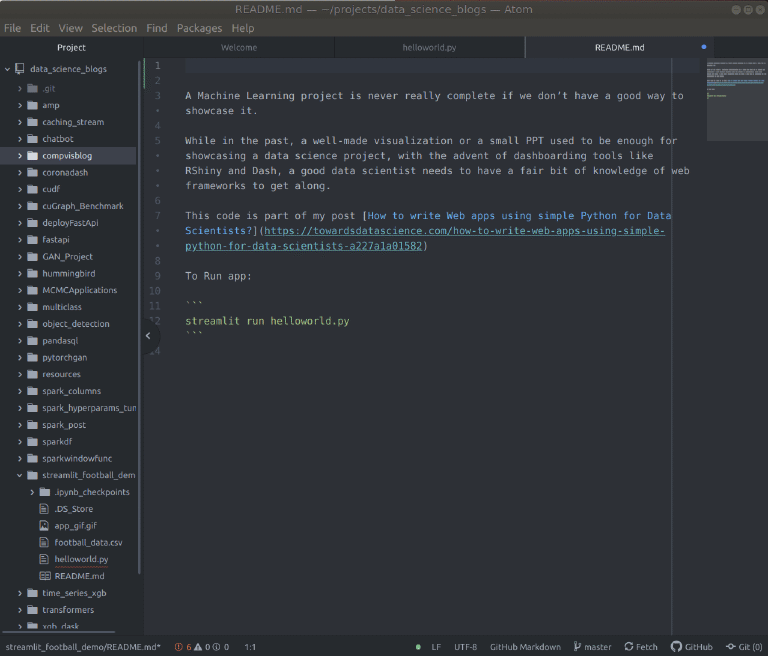 README.md — ~/projects/data_science_blogs — Atom
File Edit View Selection Find Packages Help
Project
Welcome
helloworld.py
README.md
data_science_blogs
.git
amp
caching_stream
chatbot
compvisblog
coronadash
cudf
cuGraph_Benchmark
deployFastApi
fastapi
GAN_Project
hummingbird
MCMCApplications
multiclass
object_detection
pandasql
pytorchgan
resources
spark_columns
spark_hyperparams_tun
spark_post
sparkdf
sparkwindowfunc
streamlit_football_dem
.ipynb_checkpoints
.DS_Store
app_gif.gif
football_data.csv
helloworld.py
README.md
time_series_xgb
transformers
xgb_dask
1
2
3 A Machine Learning project is never really complete if we don’t have a good way to
showcase it.
4
5 While in the past, a well-made visualization or a small PPT used to be enough for
showcasing a data science project, with the advent of dashboarding tools like
RShiny and Dash, a good data scientist needs to have a fair bit of knowledge of web
frameworks to get along.
6
7 This code is part of my post [How to write Web apps using simple Python for Data
Scientists?](https://towardsdatascience.com/how-to-write-web-apps-using-simple-
python-for-data-scientists-a227a1a01582)
8
9 To Run app:
10
11 ```
12 streamlit run helloworld.py
```
14
streamlit_football_demo/README.md* 6 0 0 1:1 LF UTF-8 GitHub Markdown master Fetch GitHub Git (0)